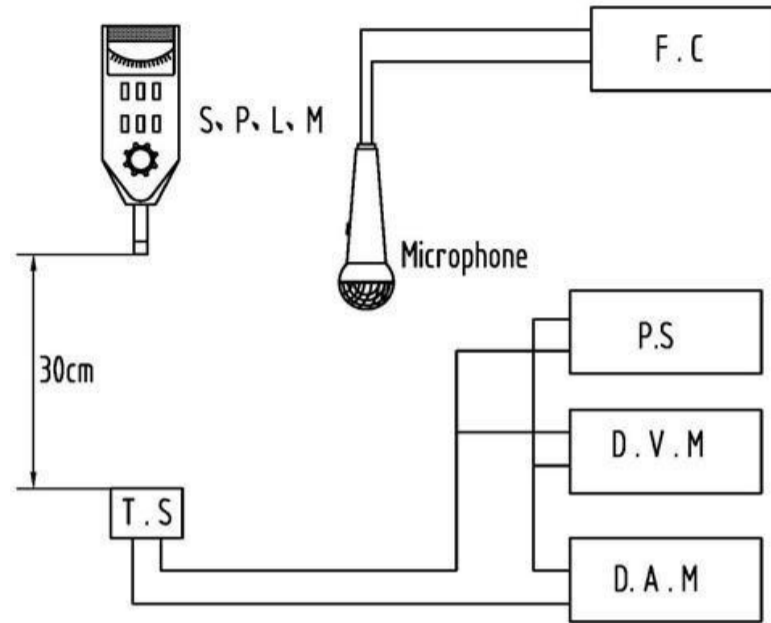 F.C
S、P、L、M
Microphone
P.S
30cm
D.V.M
T.S
D.A.M